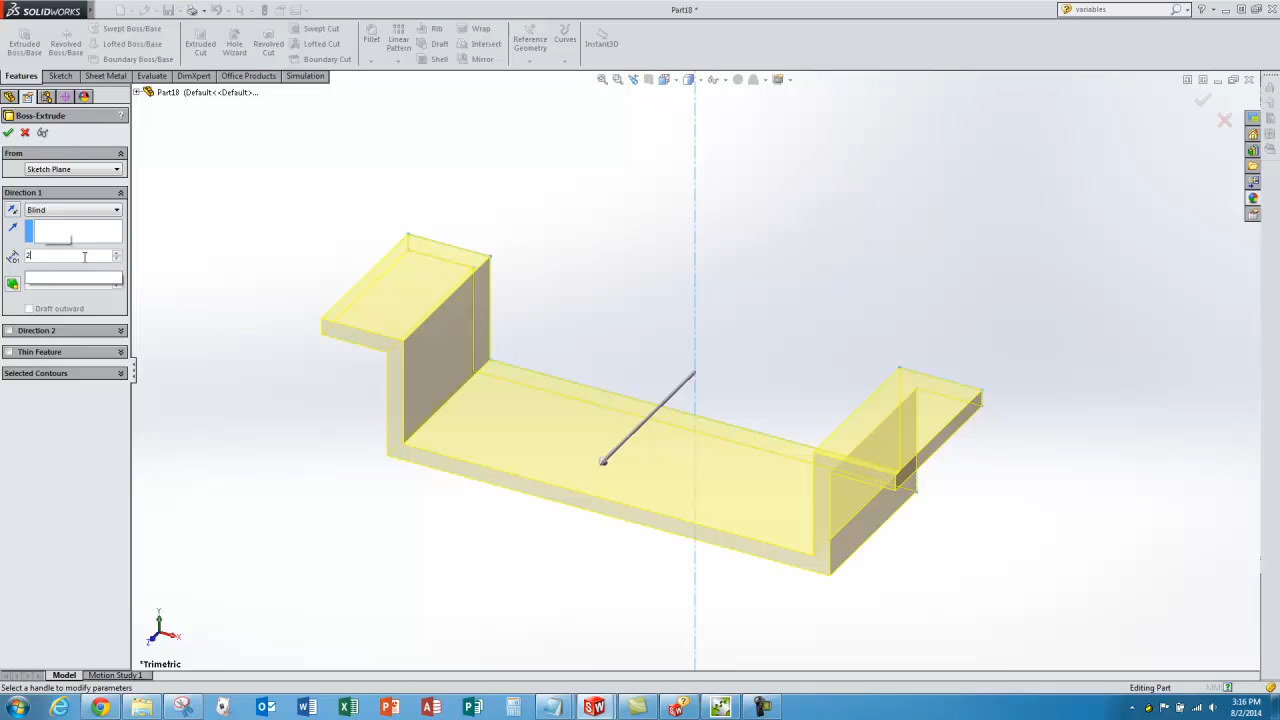 SOLIDWORKS
Part18 *
variables
Extruded Boss/Base
Revolved Boss/Base
Swept Boss/Base
Lofted Boss/Base
Boundary Boss/Base
Extruded Cut
Hole Wizard
Revolved Cut
Swept Cut
Lofted Cut
Boundary Cut
Fillet
Linear Pattern
Rib
Draft
Shell
Wrap
Intersect
Mirror
Reference Geometry
Curves
Instant3D
Features
Sketch
Sheet Metal
Evaluate
DimXpert
Office Products
Simulation
Part18 (Default<<Default>...
Boss-Extrude
?
From
Sketch Plane
Direction 1
Blind
2
Draft outward
Direction 2
Thin Feature
Selected Contours
Y
X
Z
*Trimetric
Model
Motion Study 1
Select a handle to modify parameters
Editing Part
MM
3:16 PM
8/2/2014